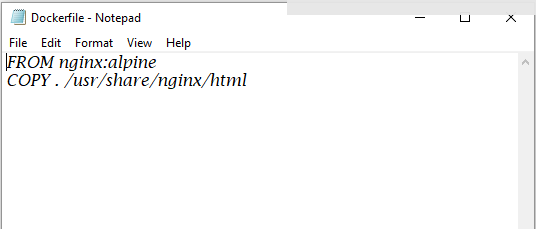 Dockerfile - Notepad
File Edit Format View Help
FROM nginx:alpine
COPY . /usr/share/nginx/html